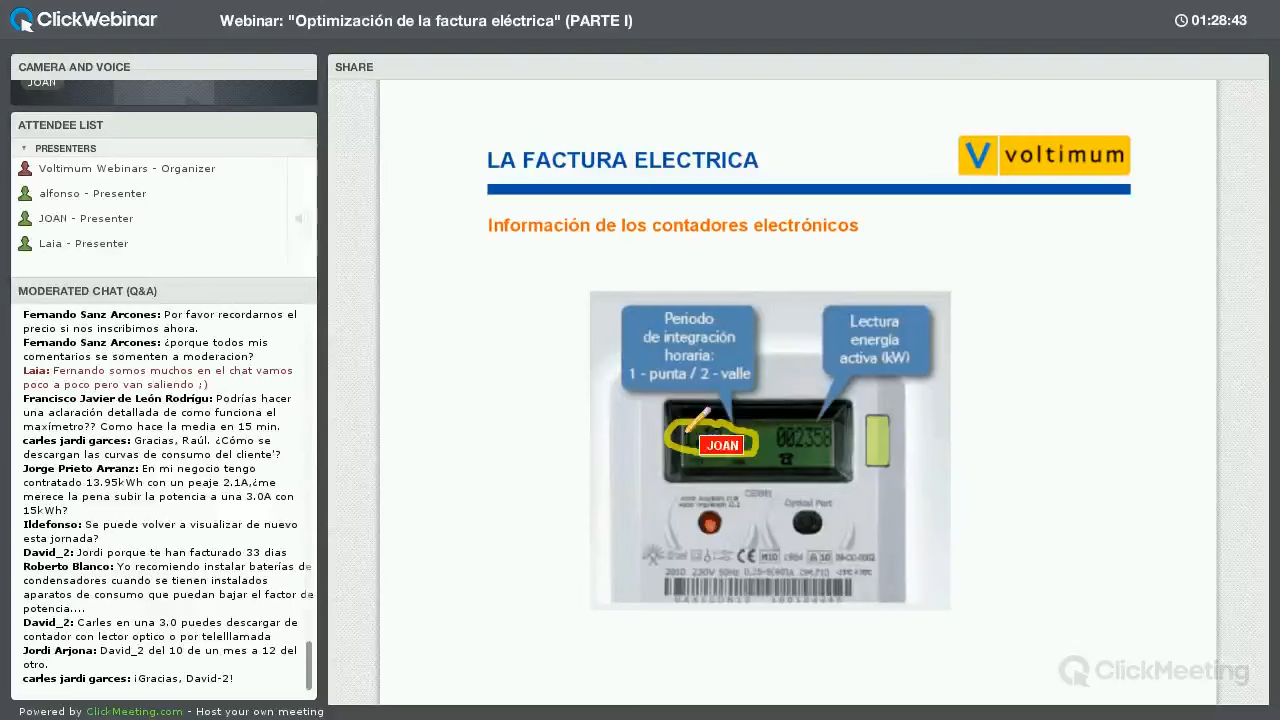 ClickWebinar
Webinar: "Optimización de la factura eléctrica" (PARTE I)
01:28:43
CAMERA AND VOICE
JOAN
ATTENDEE LIST
PRESENTERS
Voltimum Webinars - Organizer
alfonso - Presenter
JOAN - Presenter
Laia - Presenter
MODERATED CHAT (Q&A)
Fernando Sanz Arcones: Por favor recordarnos el
precio si nos inscribimos ahora.
Fernando Sanz Arcones: ¿porque todos mis
comentarios se someten a moderacion?
Laia: Fernando somos muchos en el chat vamos
poco a poco pero van saliendo ;)
Francisco Javier de León Rodrígu: Podrías hacer
una aclaración detallada de como funciona el
maxímetro? Como hace la media en 15 min.
carles jardi garces: Gracias, Raúl. ¿Cómo se
descargan las curvas de consumo del cliente?
Jorge Prieto Arranz: En mi negocio tengo
contratado 13.95kWh con un peaje 2.1A,¿me
merecería pena subir la potencia a una 3.0A con
15kWh?
Ildefonso: Se puede volver a visualizar de nuevo
esta jornada?
David_2: Jordi porque te han facturado 33 dias
Roberto Blasco: Yo recomiendo instalar baterías de
condensadores incluso si no tienen instalados
aparatos de consumo que puedan bajar el factor de
potencia....
David_2: Carles en una 3.0 puedes descargar de
contador con lector optico o por telelllamada
Jordi Arjona: David_2 del 10 de un mes a 12 del
otro.
carles jardi garces: ¡Gracias, David-2!
Powered by ClickMeeting.com - Host your own meeting
SHARE
LA FACTURA ELECTRICA
V voltimum
Información de los contadores electrónicos
Periodo
de integración
horaria:
1 - punta / 2 - valle
Lectura
energía
activa (kW)
JOAN
002358
Optical Port
ClickMeeting